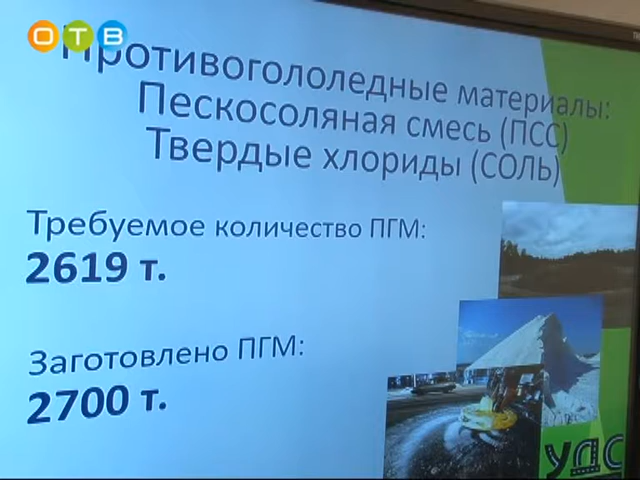 ОТВ
Противогололедные материалы:
Пескосоляная смесь (ПСС)
Твердые хлориды (СОЛЬ)
Требуемое количество ПГМ:
2619 т.
Заготовлено ПГМ:
2700 т.
УДС